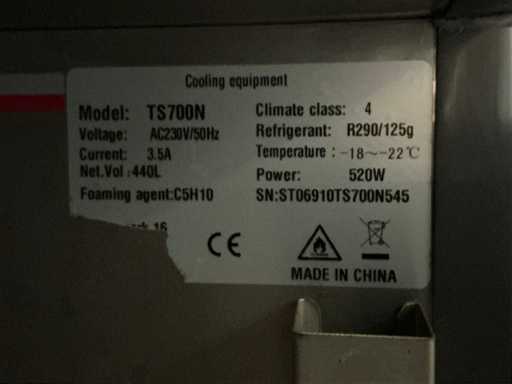 Cooling equipment
Model: TS700N
Climate class: 4
Voltage: AC230V/50Hz
Refrigerant: R290/125g
Current: 3.5A
Temperature : -18~-22℃
Net.Vol :440L
Power: 520W
Foaming agent:C5H10
SN:ST06910TS700N545
16
CE
MADE IN CHINA